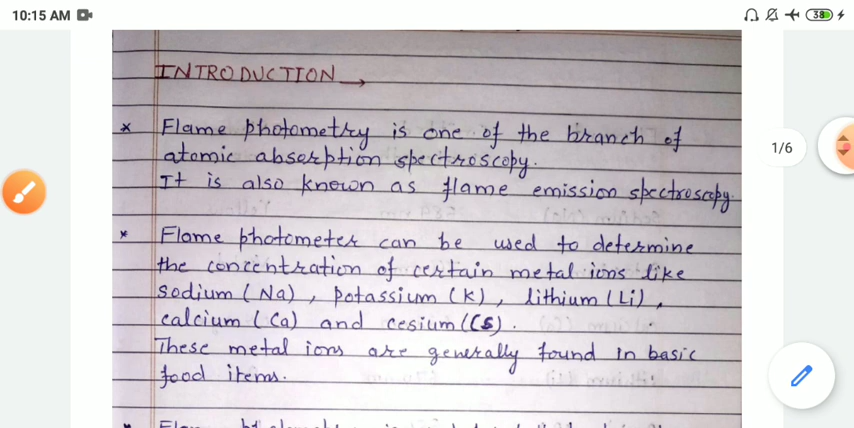 10:15 AM
38
INTRODUCTION →
1/6
* Flame photometry is one of the branch of
atomic absorption spectroscopy.
It is also known as flame emission spectroscopy.
* Flame photometer can be used to determine
the concentration of certain metal ions like
sodium (Na), potassium (K), lithium (Li),
calcium (Ca) and cesium (Cs).
These metal ions are generally found in basic
food items.